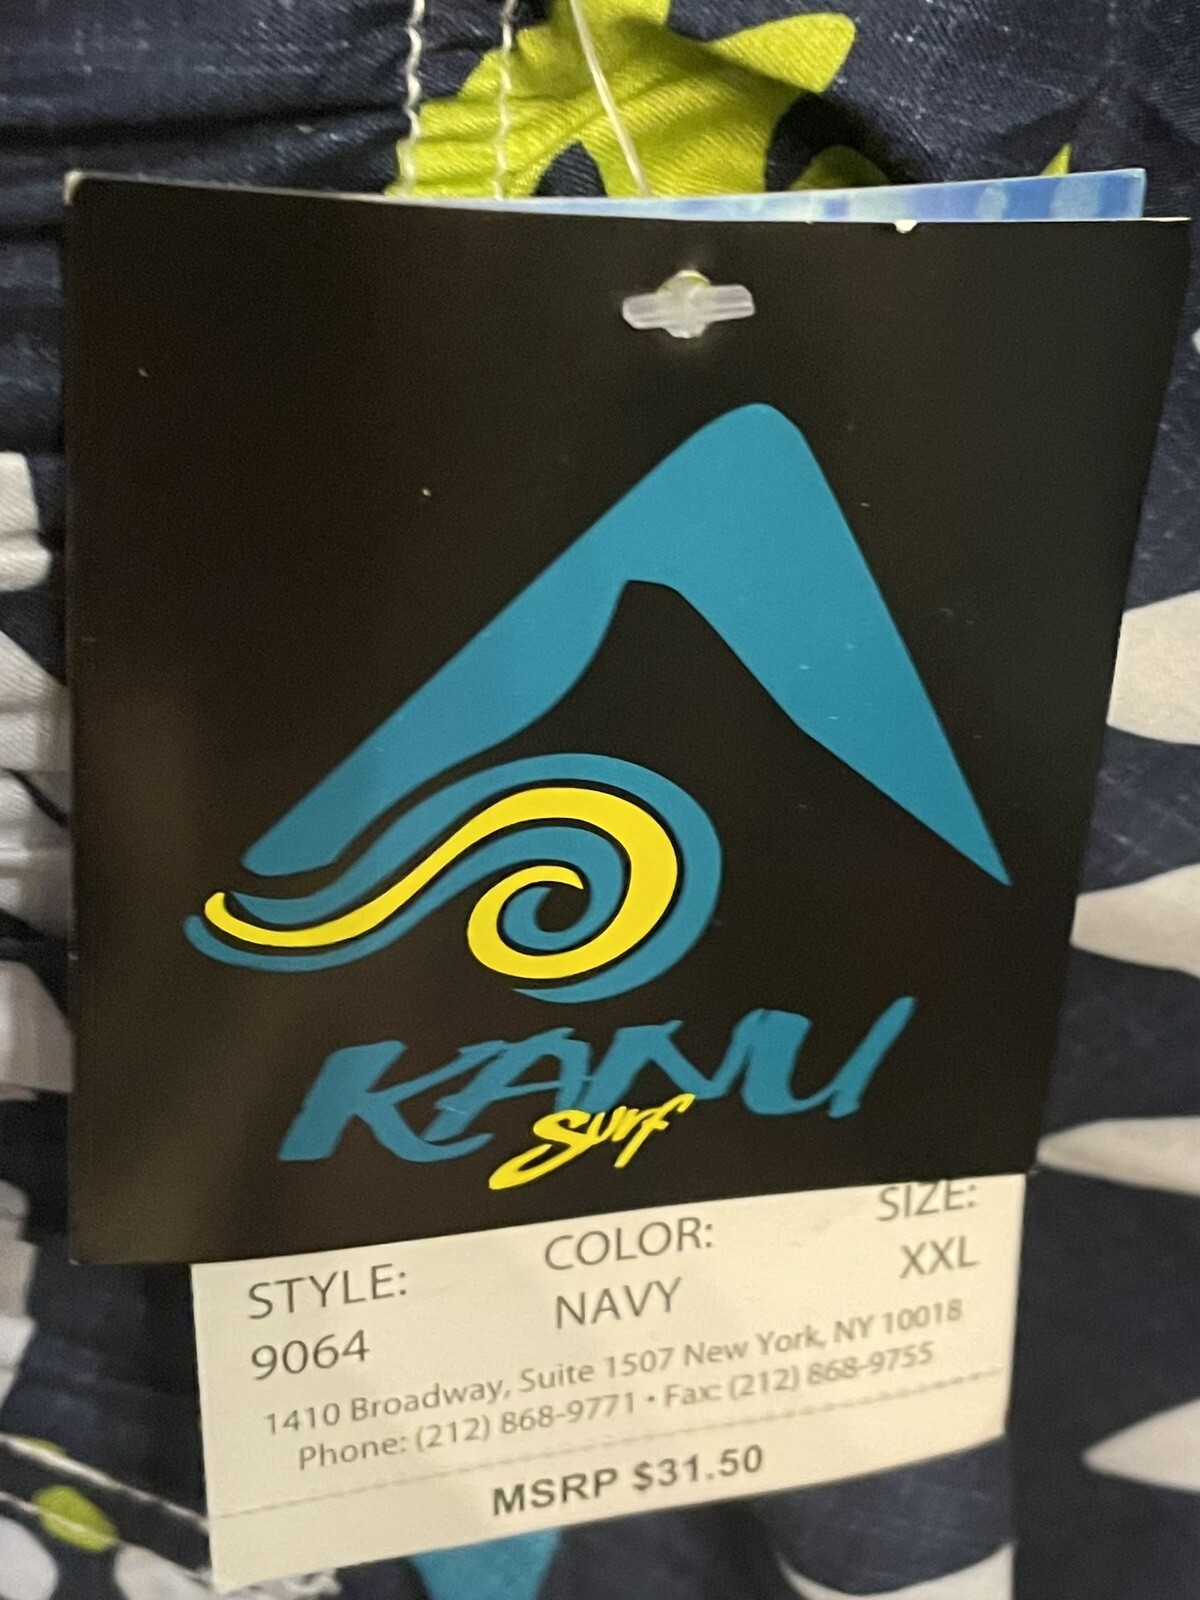 KANU
Surf
STYLE: COLOR: SIZE:
9064 NAVY XXL
1410 Broadway, Suite 1507 New York, NY 10018
Phone: (212) 868-9771 • Fax: (212) 868-9755
MSRP $31.50